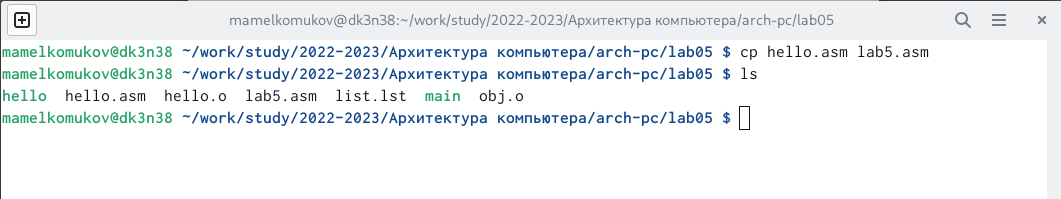 mamelkomukov@dk3n38:~/work/study/2022-2023/Архитектура компьютера/arch-pc/lab05
mamelkomukov@dk3n38 ~/work/study/2022-2023/Архитектура компьютера/arch-pc/lab05 $ cp hello.asm lab5.asm
mamelkomukov@dk3n38 ~/work/study/2022-2023/Архитектура компьютера/arch-pc/lab05 $ ls
hello  hello.asm  hello.o  lab5.asm  list.lst  main  obj.o
mamelkomukov@dk3n38 ~/work/study/2022-2023/Архитектура компьютера/arch-pc/lab05 $